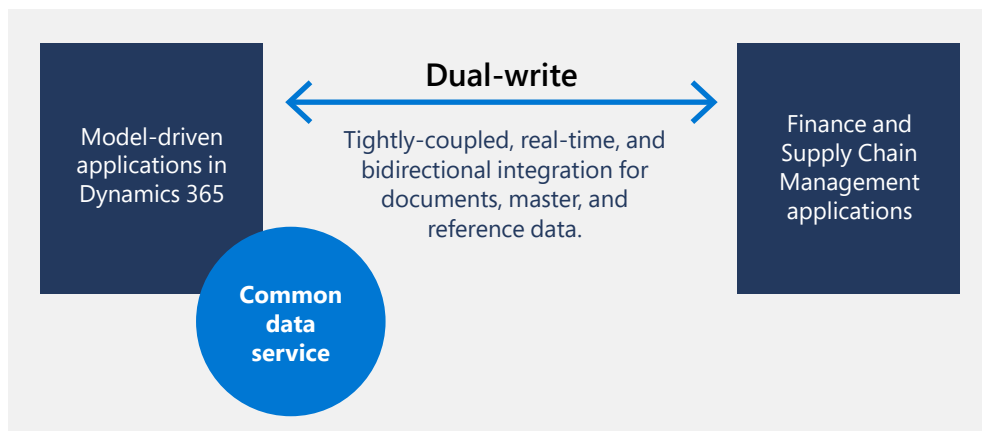 Dual-write
Model-driven
applications in
Dynamics 365
Tightly-coupled, real-time, and
bidirectional integration for
documents, master, and
reference data.
Finance and
Supply Chain
Management
applications
Common
data
service